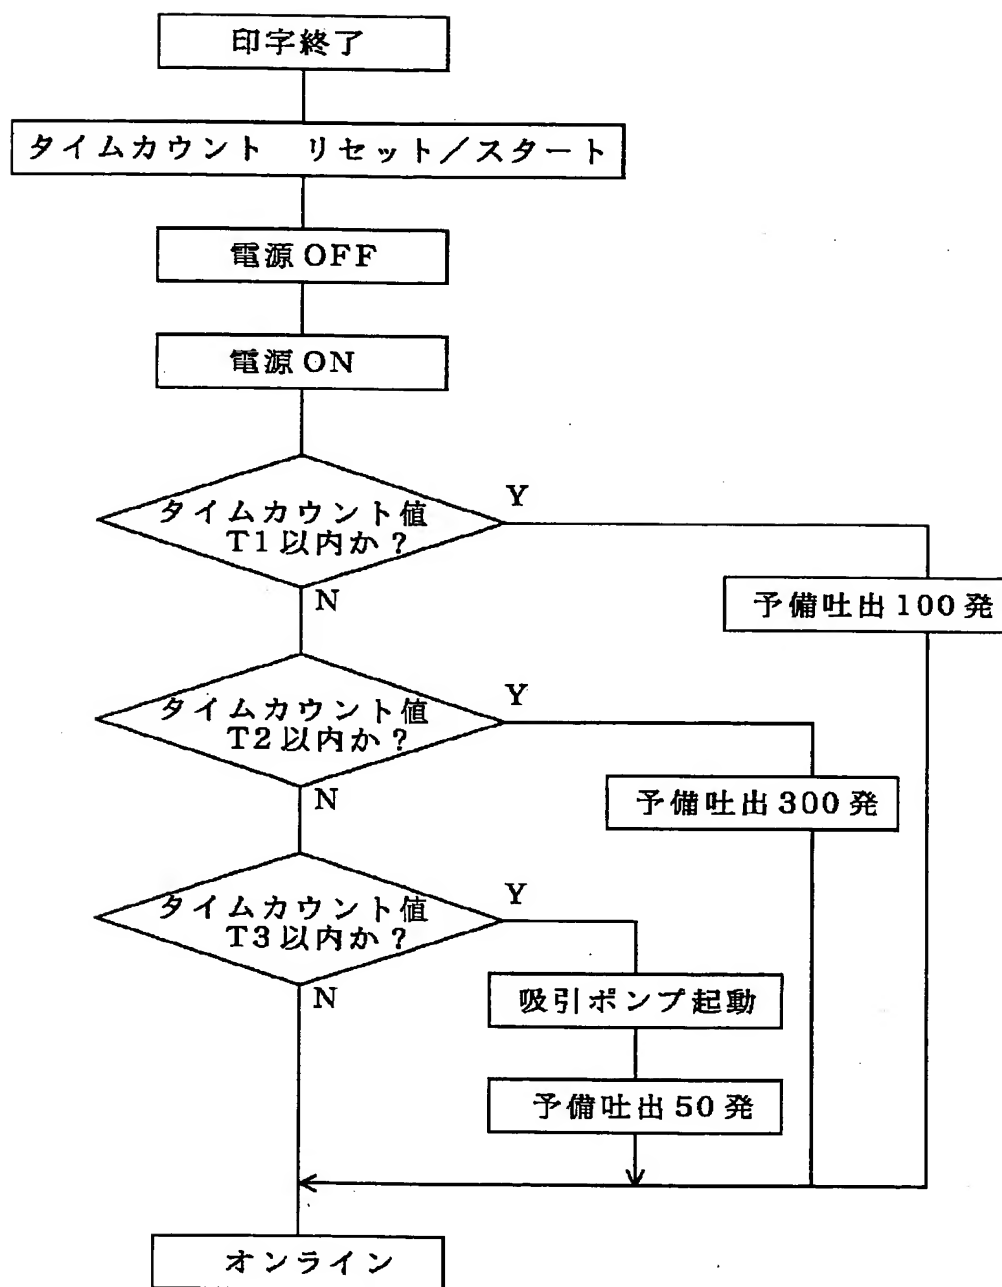 印字終了
タイムカウント　リセット／スタート
電源OFF
電源ON
タイムカウント値
T1以内か？
Y
N
予備吐出100発
タイムカウント値
T2以内か？
Y
N
予備吐出300発
タイムカウント値
T3以内か？
Y
N
吸引ポンプ起動
予備吐出50発
オンライン